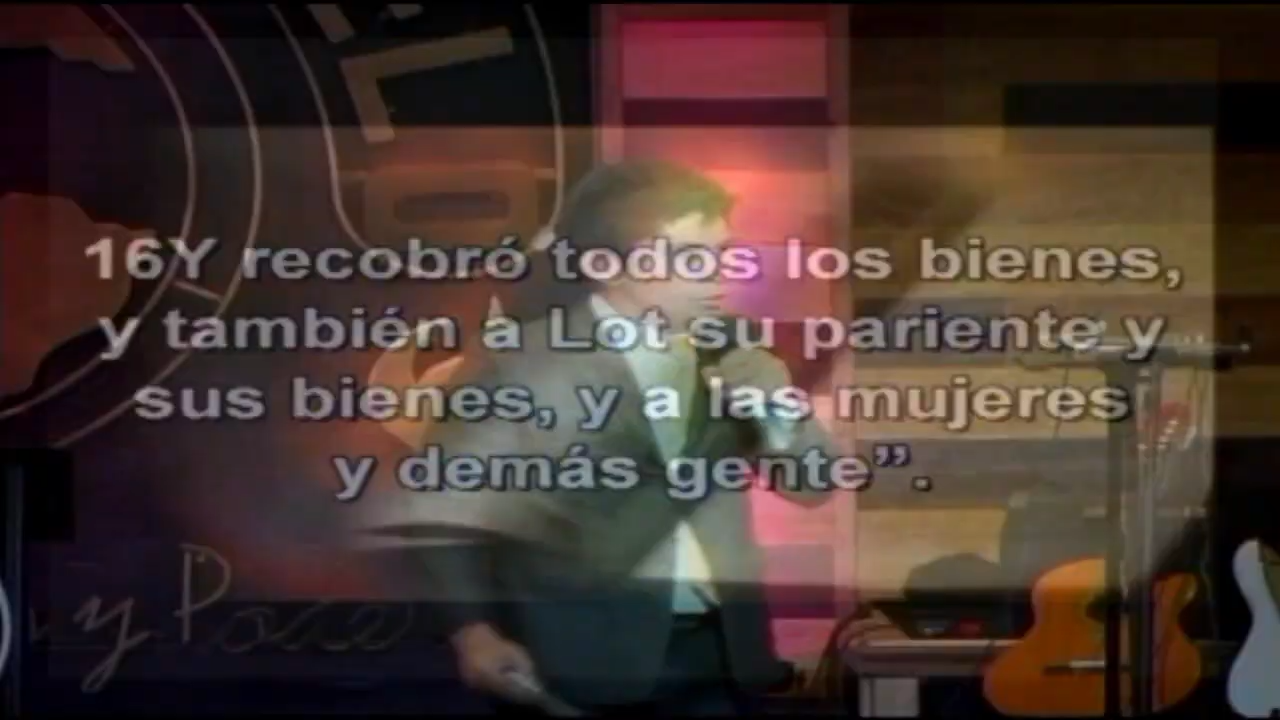 16Y recobró todos los bienes,
y también a Lot su pariente y
sus bienes, y a las mujeres
y demás gente”.
y